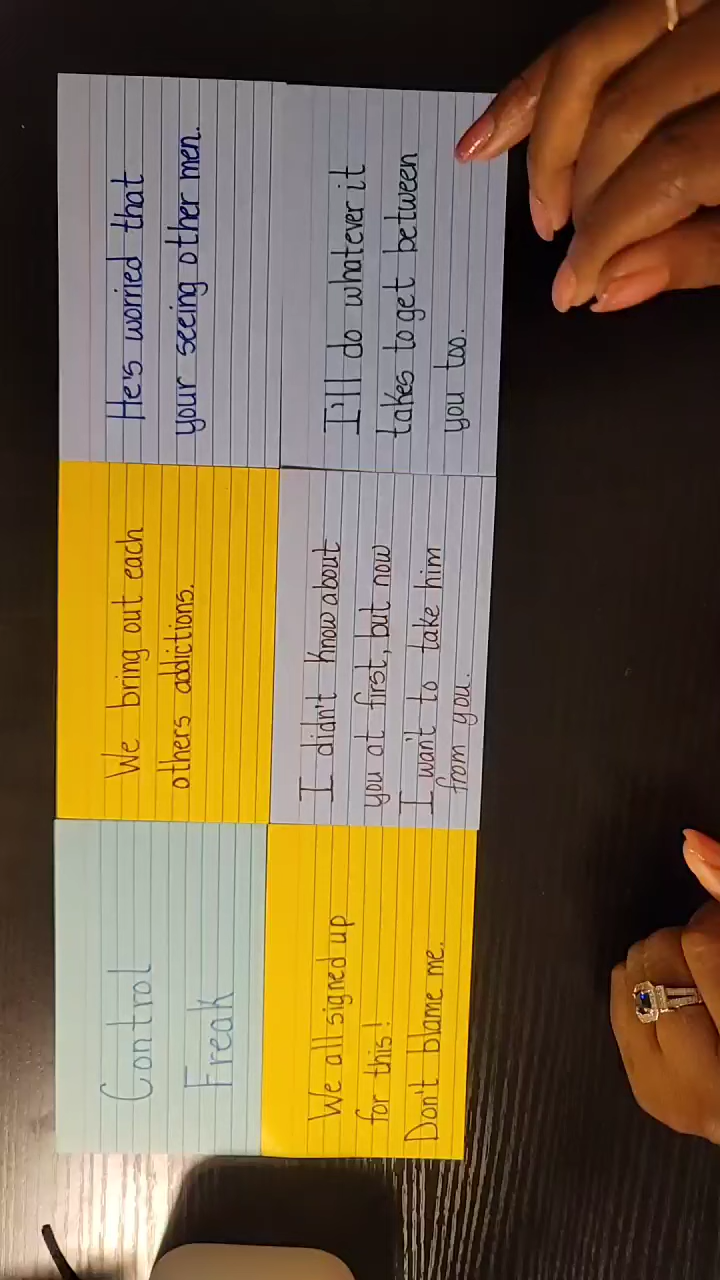 Control
Freak
We bring out each
others addictions.
He's worried that
your seeing other men.
We all signed up
for this!
Don't blame me.
I didn't know about
you at first, but now
I wan't to take him
from you.
I'll do whatever it
takes to get between
you too.